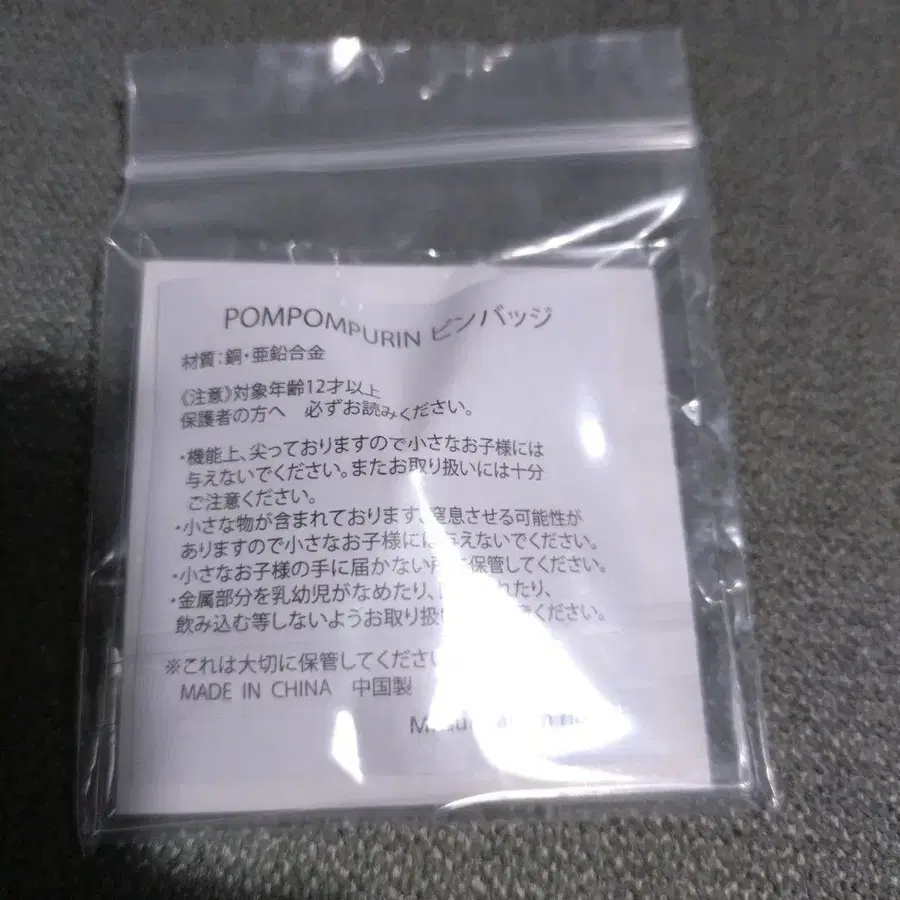 POMPOMPURIN ピンバッジ
材質:銅・亜鉛合金
《注意》対象年齢12才以上
保護者の方へ 必ずお読みください。
・機能上、尖っておりますので小さなお子様には
与えないでください。またお取り扱いには十分
ご注意ください。
・小さな物が含まれております。窒息させる可能性が
ありますので小さなお子様には与えないでください。
・小さなお子様の手に届かない所に保管してください。
・金属部分を乳幼児がなめたり、
飲み込む等しないようお取り扱い ください。
※これは大切に保管してください
MADE IN CHINA 中国製